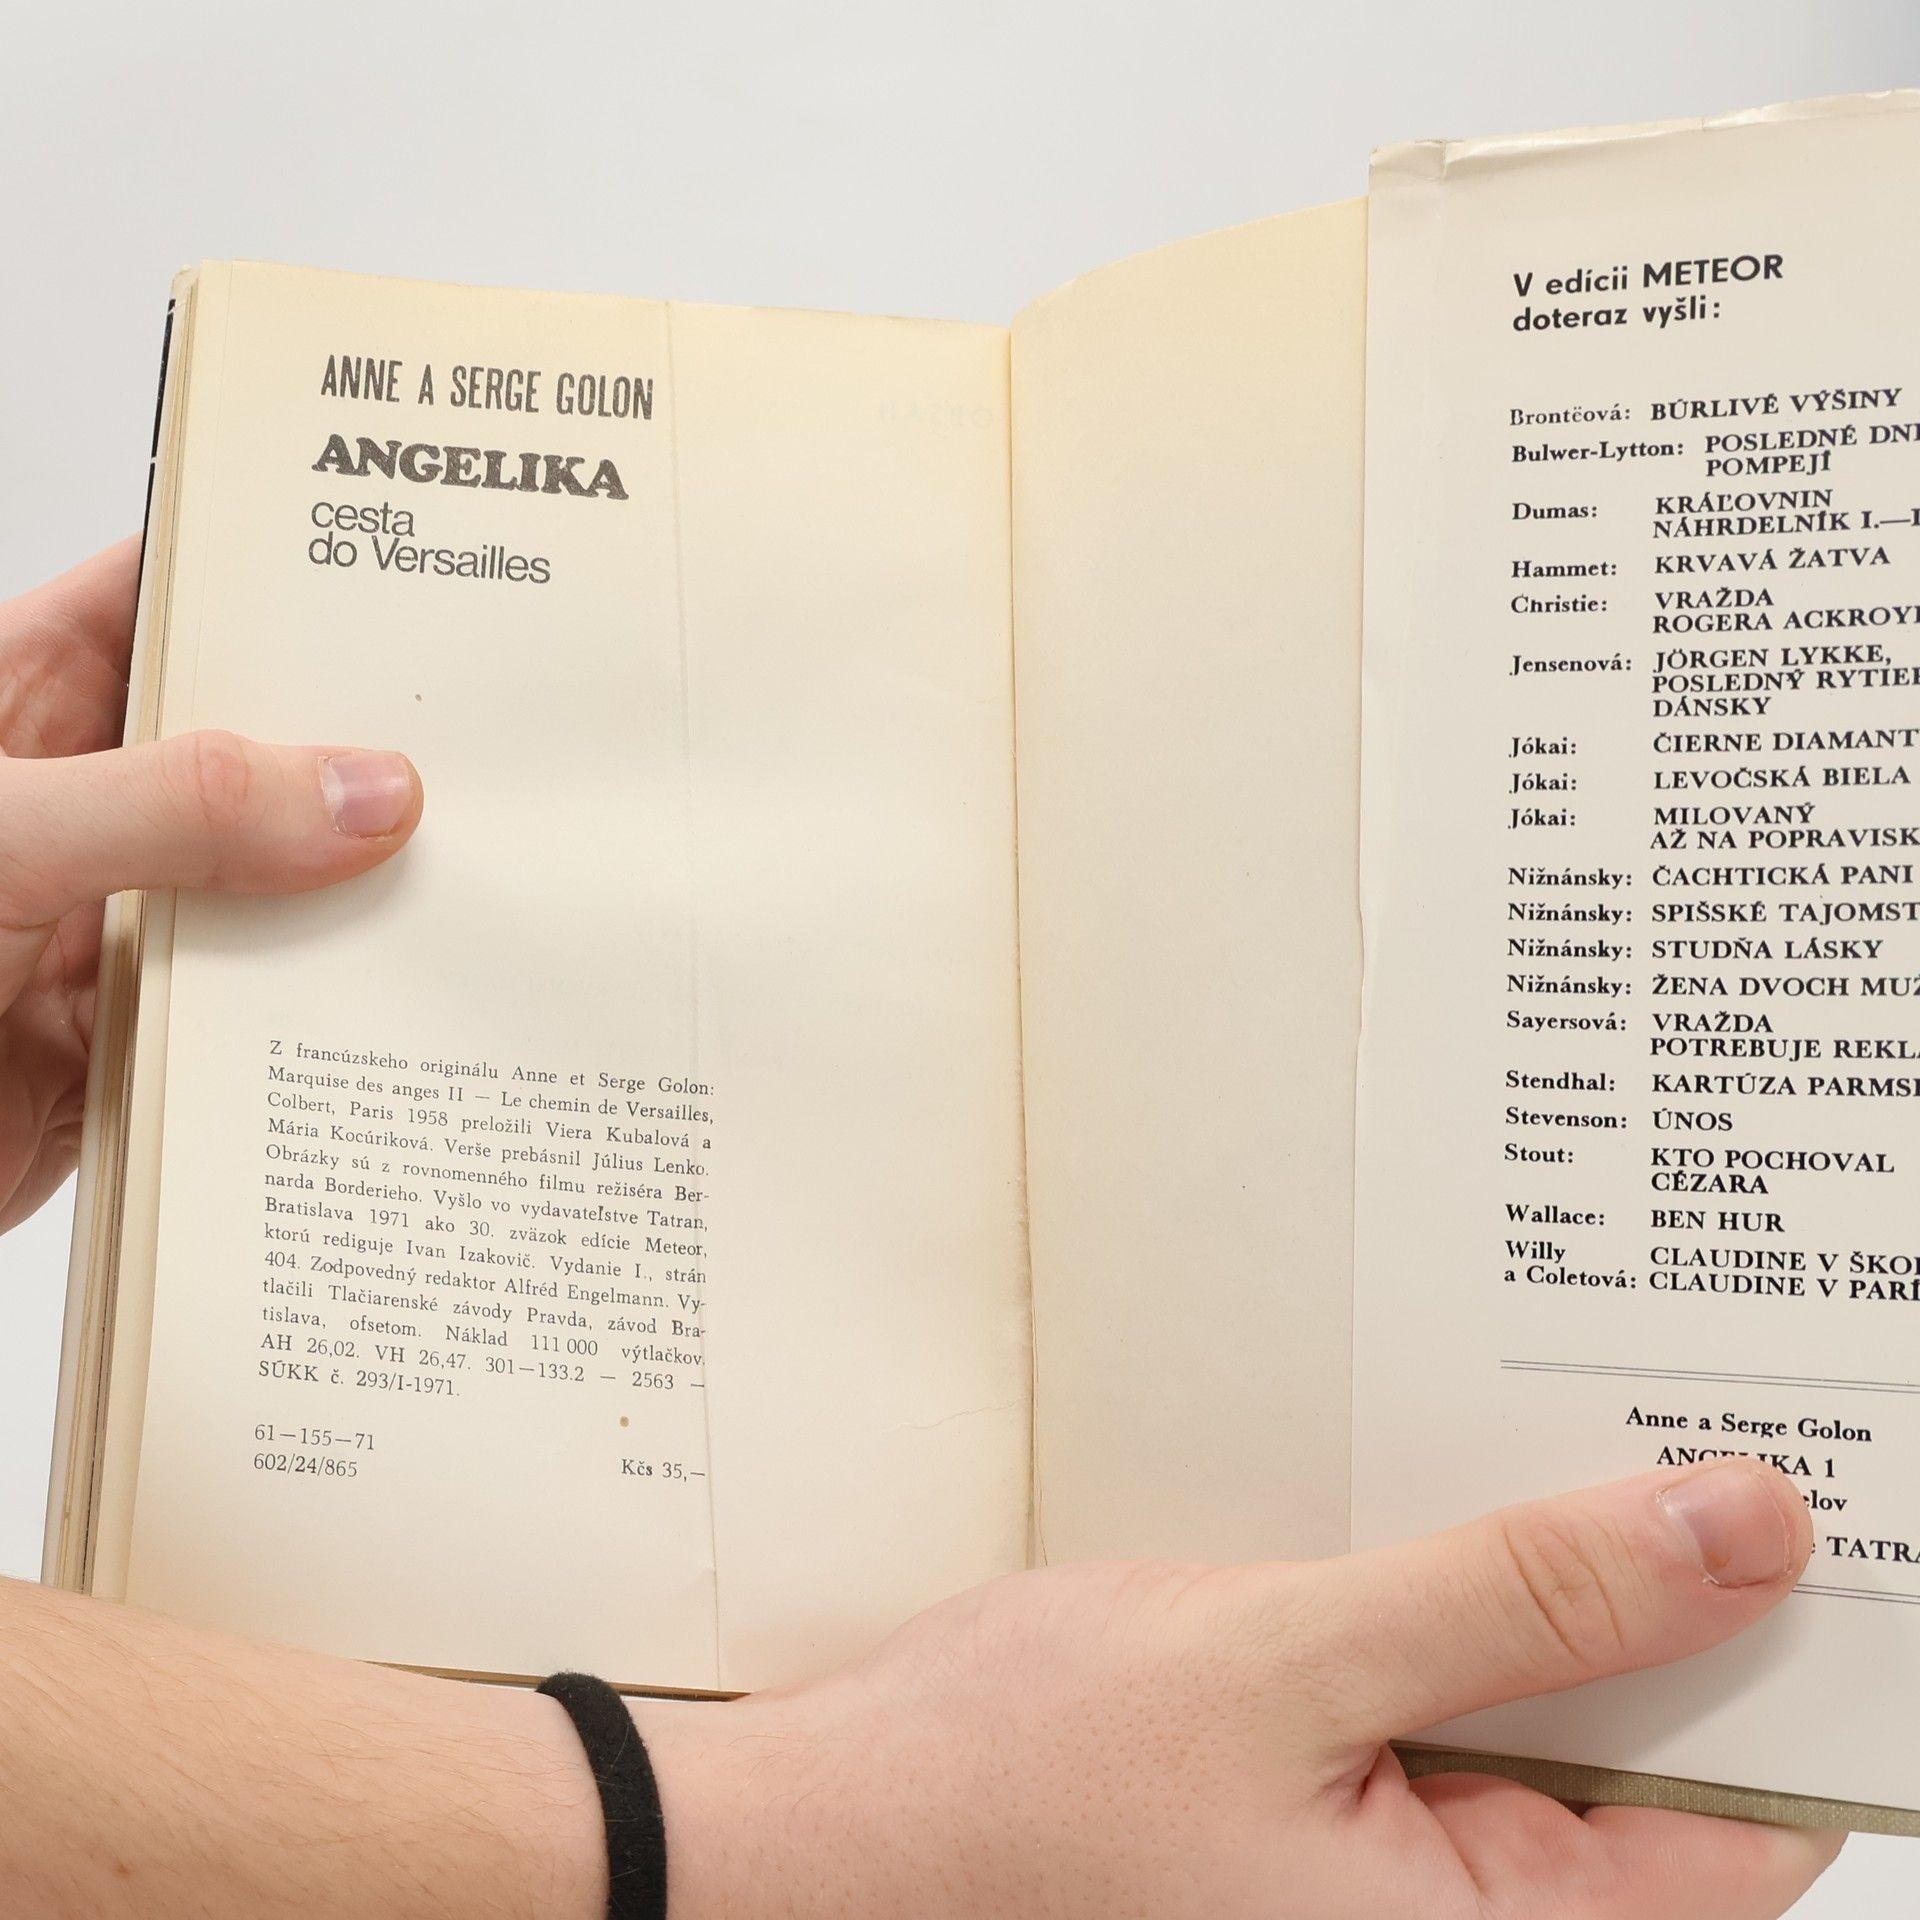 ANNE A SERGE GOLON
ANGELIKA
cesta
do Versailles
Z francúzskeho originálu Anne et Serge Golon:
Marquise des anges II — Le chemin de Versailles,
Colbert, Paris 1958 preložili Viera Kubalová a
Mária Kocúriková. Verše prebásnil Július Lenko.
Obrázky sú z rovnomenného filmu režiséra Ber-
narda Borderieho. Vyšlo vo vydavateľstve Tatran,
Bratislava 1971 ako 30. zväzok edície Meteor,
ktorú rediguje Ivan Izakovič. Vydanie I., strán
404. Zodpovedný redaktor Alfréd Engelmann. Vy-
tlačili Tlačiarenské závody Pravda, závod Bra-
tislava, ofsetom. Náklad 111 000 výtlačkov.
AH 26,02. VH 26,47. 301—133.2 — 2563 —
SÚKK č. 293/I-1971.
61—155—71
602/24/865
Kčs 35,—
V edícii METEOR
doteraz vyšli:
Brontëová: BÚRLIVÉ VÝŠINY
Bulwer-Lytton: POSLEDNÉ DNI
POMPEJÍ
Dumas: KRÁĽOVNIN
NÁHRDELNÍK I.—
Hammet: KRVAVÁ ŽATVA
Christie: VRAŽDA
ROGERA ACKROY
Jensenová: JÖRGEN LYKKE,
POSLEDNÝ RYTIE
DÁNSKY
Jókai: ČIERNE DIAMANT
Jókai: LEVOČSKÁ BIELA
Jókai: MILOVANÝ
AŽ NA POPRAVISK
Nižnánsky: ČACHTICKÁ PANI
Nižnánsky: SPIŠSKÉ TAJOMST
Nižnánsky: STUDŇA LÁSKY
Nižnánsky: ŽENA DVOCH MUŽ
Sayersová: VRAŽDA
POTREBUJE REKL
Stendhal: KARTÚZA PARMS
Stevenson: ÚNOS
Stout: KTO POCHOVAL
CÉZARA
Wallace: BEN HUR
Willy CLAUDINE V ŠKO
a Coletová: CLAUDINE V PARÍ
Anne a Serge Golon
ANGELIKA 1
elov
TATRA